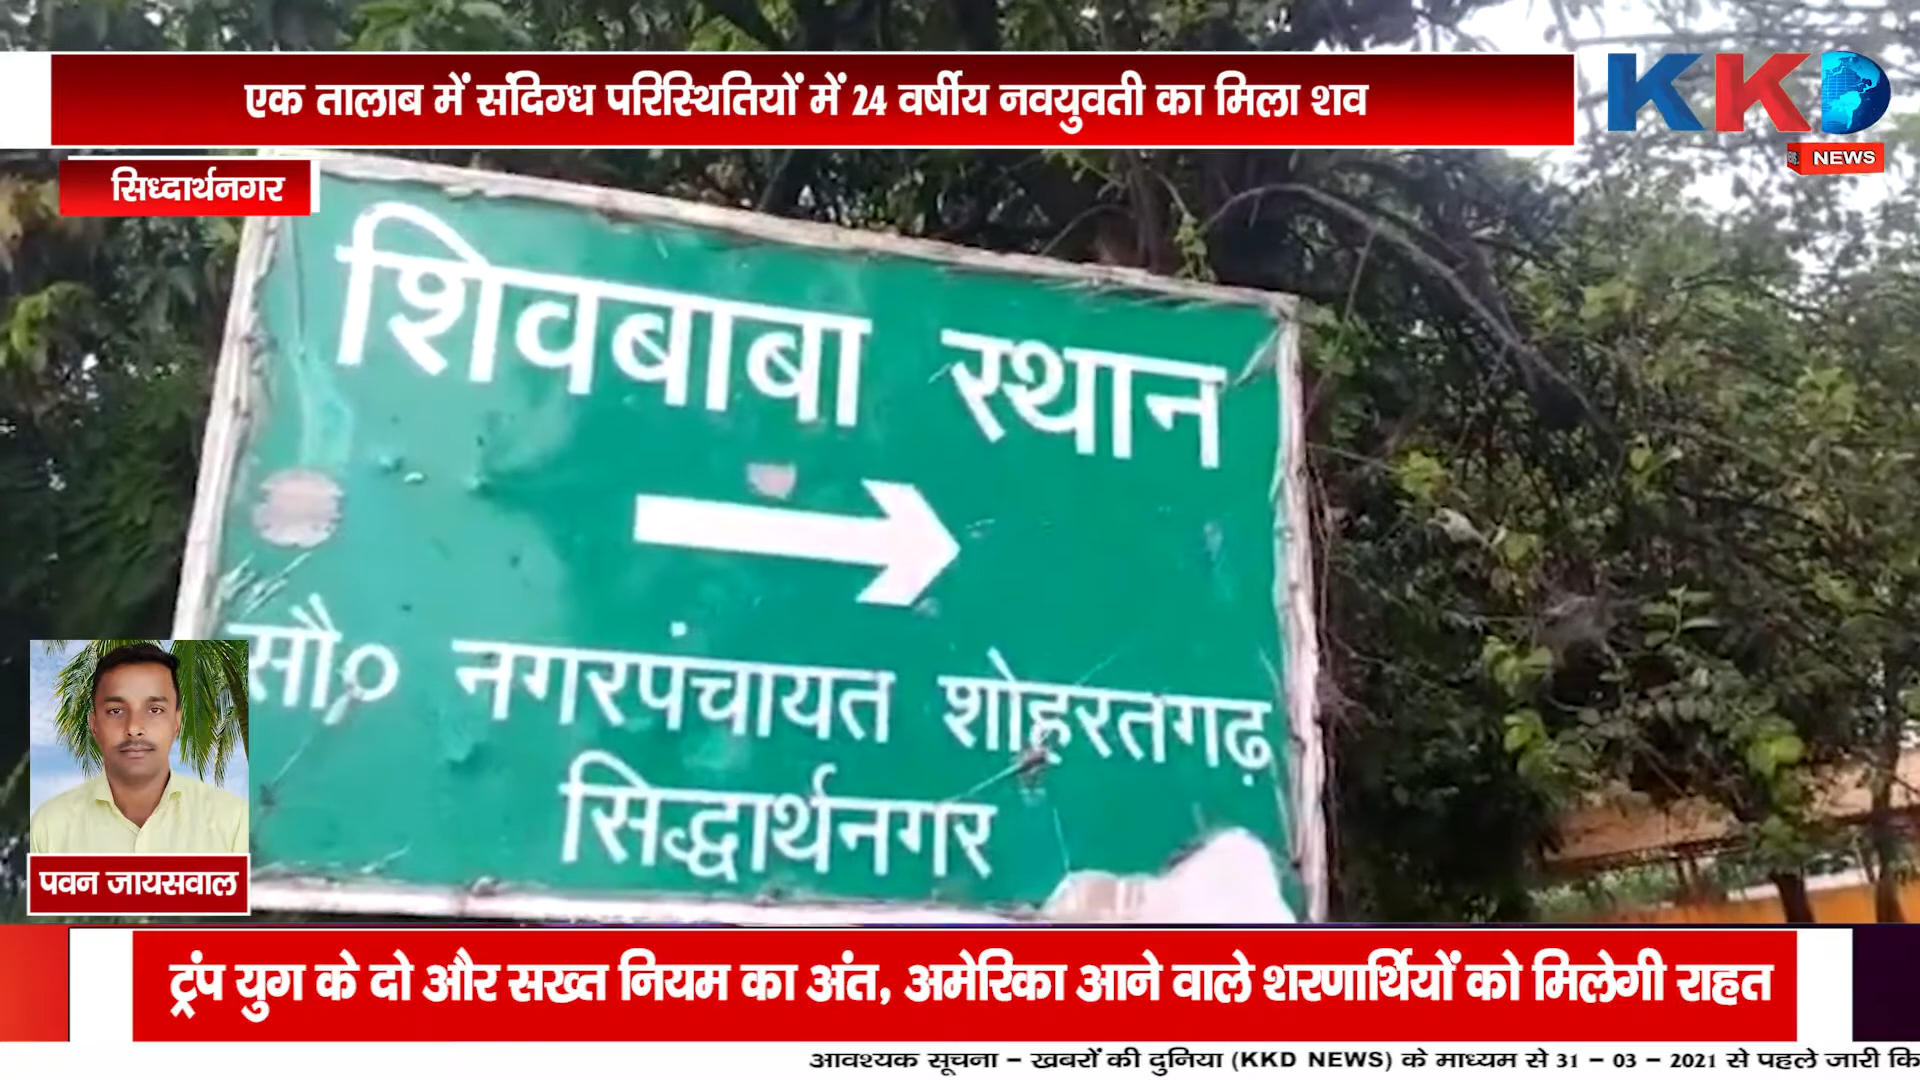 एक तालाब में संदिग्ध परिस्थितियों में 24 वर्षीय नवयुवती का मिला शव
KKD
NEWS
सिध्दार्थनगर
शिवबाबा स्थान
सौ० नगरपंचायत शोहरतगढ़
सिद्धार्थनगर
पवन जायसवाल
ट्रंप युग के दो और सख्त नियम का अंत, अमेरिका आने वाले शरणार्थियों को मिलेगी राहत
आवश्यक सूचना – खबरों की दुनिया (KKD NEWS) के माध्यम से 31 – 03 – 2021 से पहले जारी कि